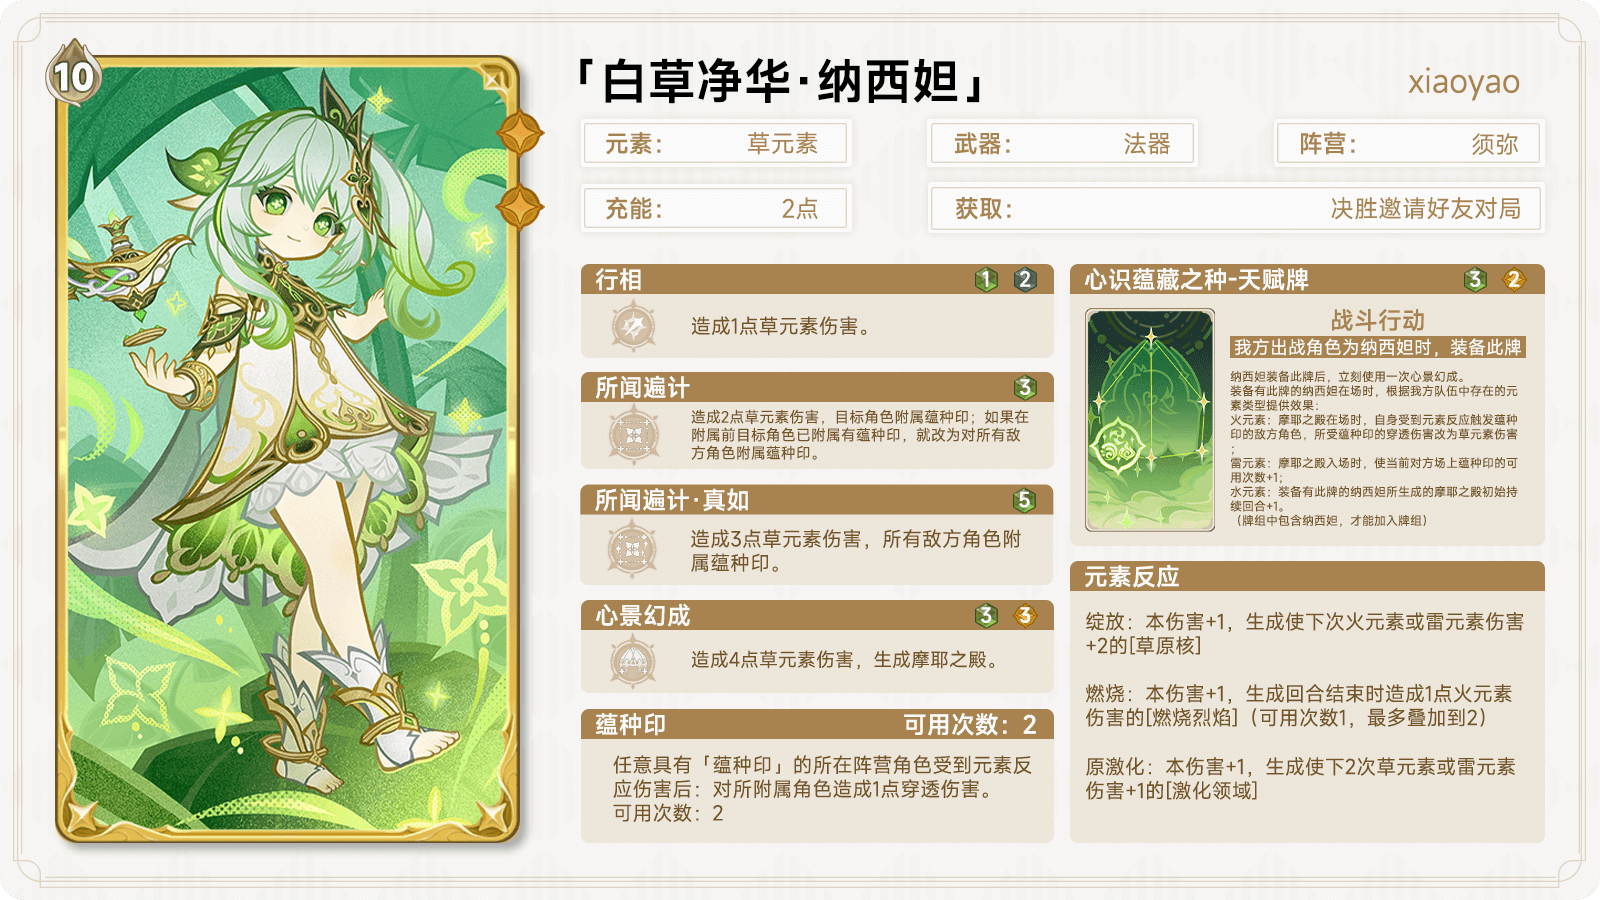 10
「白草净华·纳西妲」
xiaoyao
元素： 草元素
武器： 法器
阵营： 须弥
充能： 2点
获取： 决胜邀请好友对局
行相 1 2
造成1点草元素伤害。
所闻遍计 3
造成2点草元素伤害，目标角色附属蕴种印；如果在
附属前目标角色已附属有蕴种印，就改为对所有敌
方角色附属蕴种印。
所闻遍计·真如 5
造成3点草元素伤害，所有敌方角色附
属蕴种印。
心景幻成 3 3
造成4点草元素伤害，生成摩耶之殿。
蕴种印 可用次数：2
任意具有「蕴种印」的所在阵营角色受到元素反
应伤害后：对所附属角色造成1点穿透伤害。
可用次数：2
心识蕴藏之种-天赋牌 3 2
战斗行动
我方出战角色为纳西妲时，装备此牌
纳西妲装备此牌后，立刻使用一次心景幻成。
装备有此牌的纳西妲在场时，根据我方队伍中存在的元
素类型提供效果：
火元素：摩耶之殿在场时，自身受到元素反应触发蕴种
印的敌方角色，所受蕴种印的穿透伤害改为草元素伤害
；
雷元素：摩耶之殿入场时，使当前对方场上蕴种印的可
用次数+1；
水元素：装备有此牌的纳西妲所生成的摩耶之殿初始持
续回合+1。
（牌组中包含纳西妲，才能加入牌组）
元素反应
绽放：本伤害+1，生成使下次火元素或雷元素伤害
+2的[草原核]
燃烧：本伤害+1，生成回合结束时造成1点火元素
伤害的[燃烧烈焰]（可用次数1，最多叠加到2）
原激化：本伤害+1，生成使下2次草元素或雷元素
伤害+1的[激化领域]